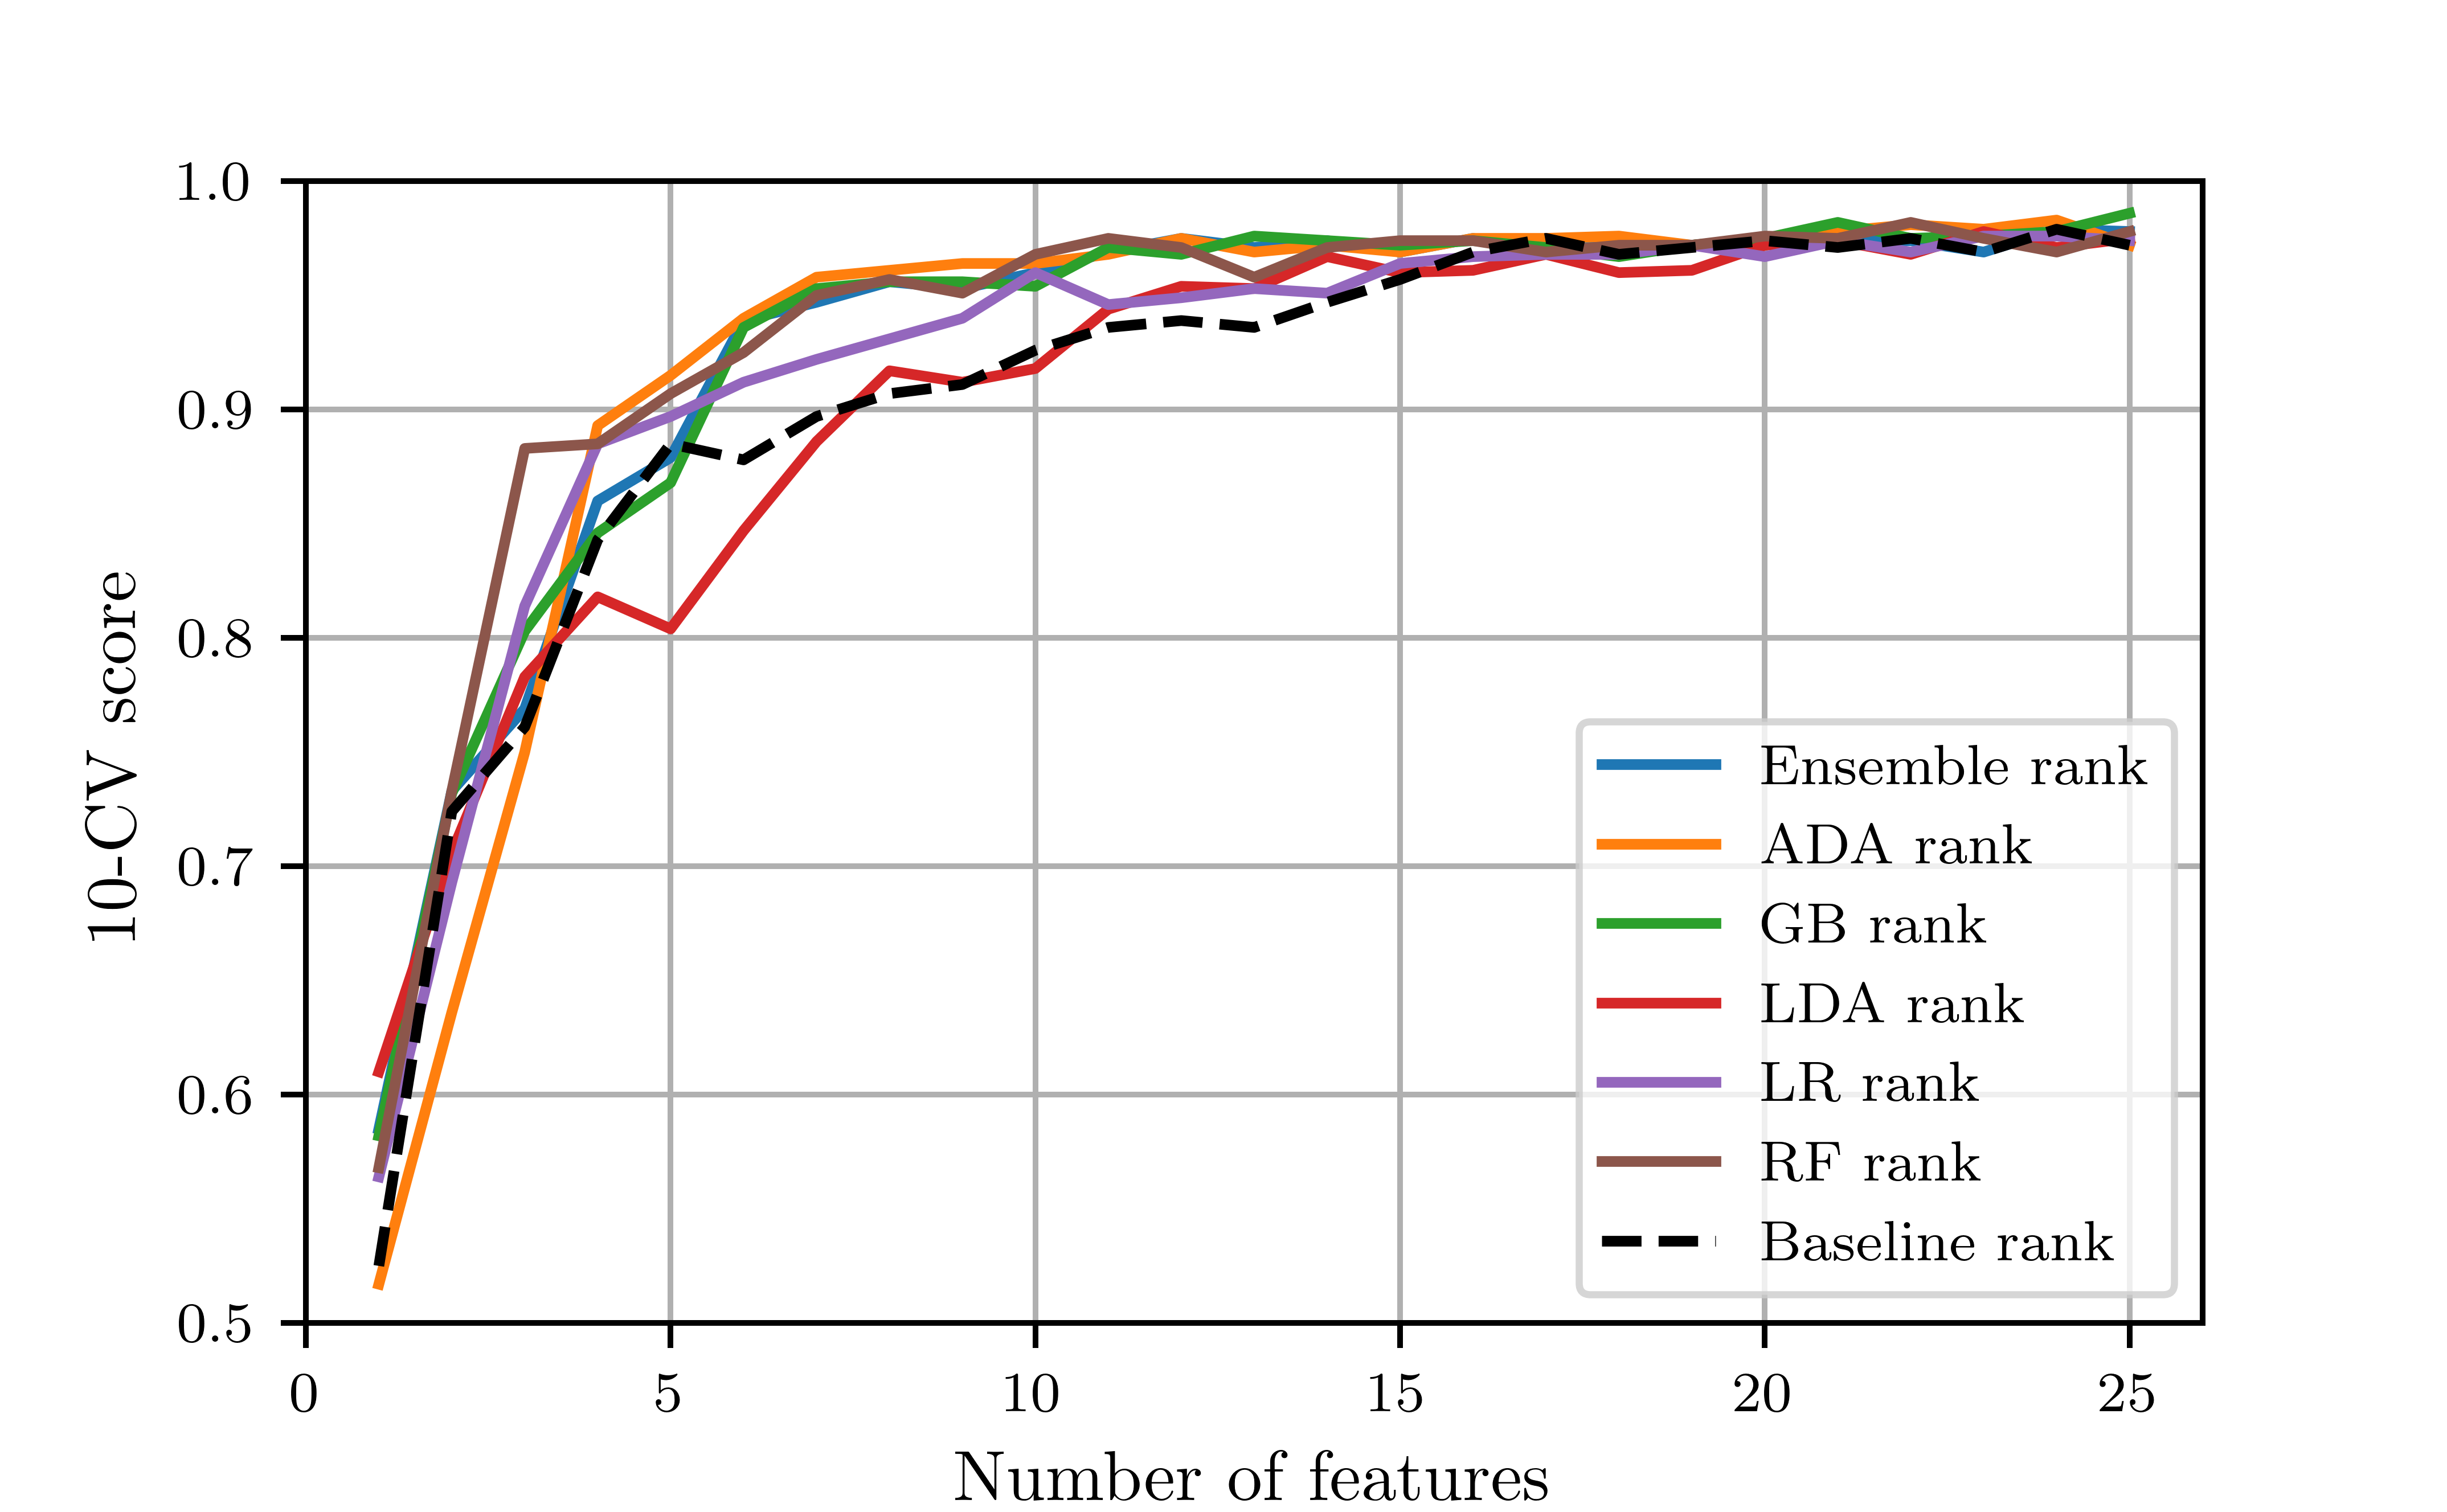 1.0
0.9
0.8
0.7
0.6
0.5
10-CV score
0 5 10 15 20 25
Number of features
Ensemble rank
ADA rank
GB rank
LDA rank
LR rank
RF rank
Baseline rank